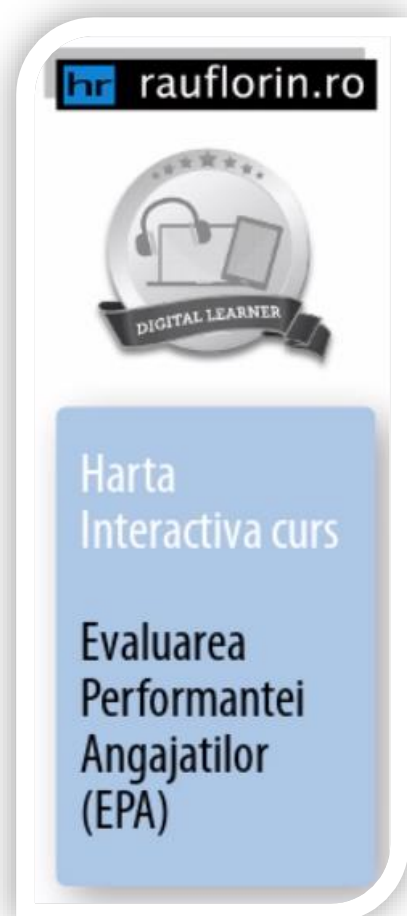 hr rauflorin.ro
DIGITAL LEARNER
Harta
Interactiva curs
Evaluarea
Performantei
Angajatilor
(EPA)